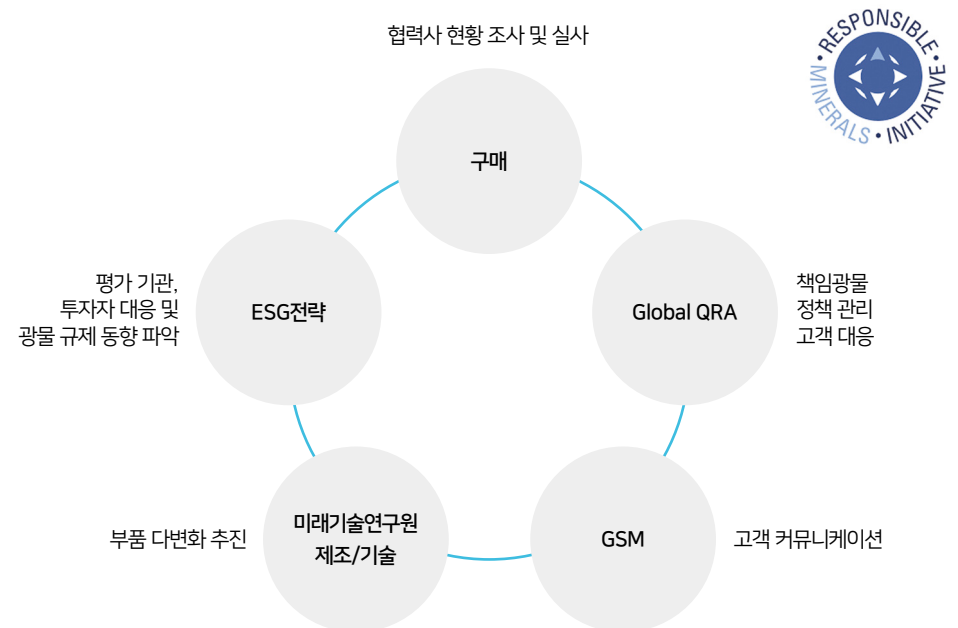 협력사 현황 조사 및 실사
RESPONSIBLE
MINERALS • INITIATIVE
구매
평가 기관,
투자자 대응 및
광물 규제 동향 파악
ESG전략
Global QRA
책임광물
정책 관리
고객 대응
부품 다변화 추진
미래기술연구원
제조/기술
GSM
고객 커뮤니케이션